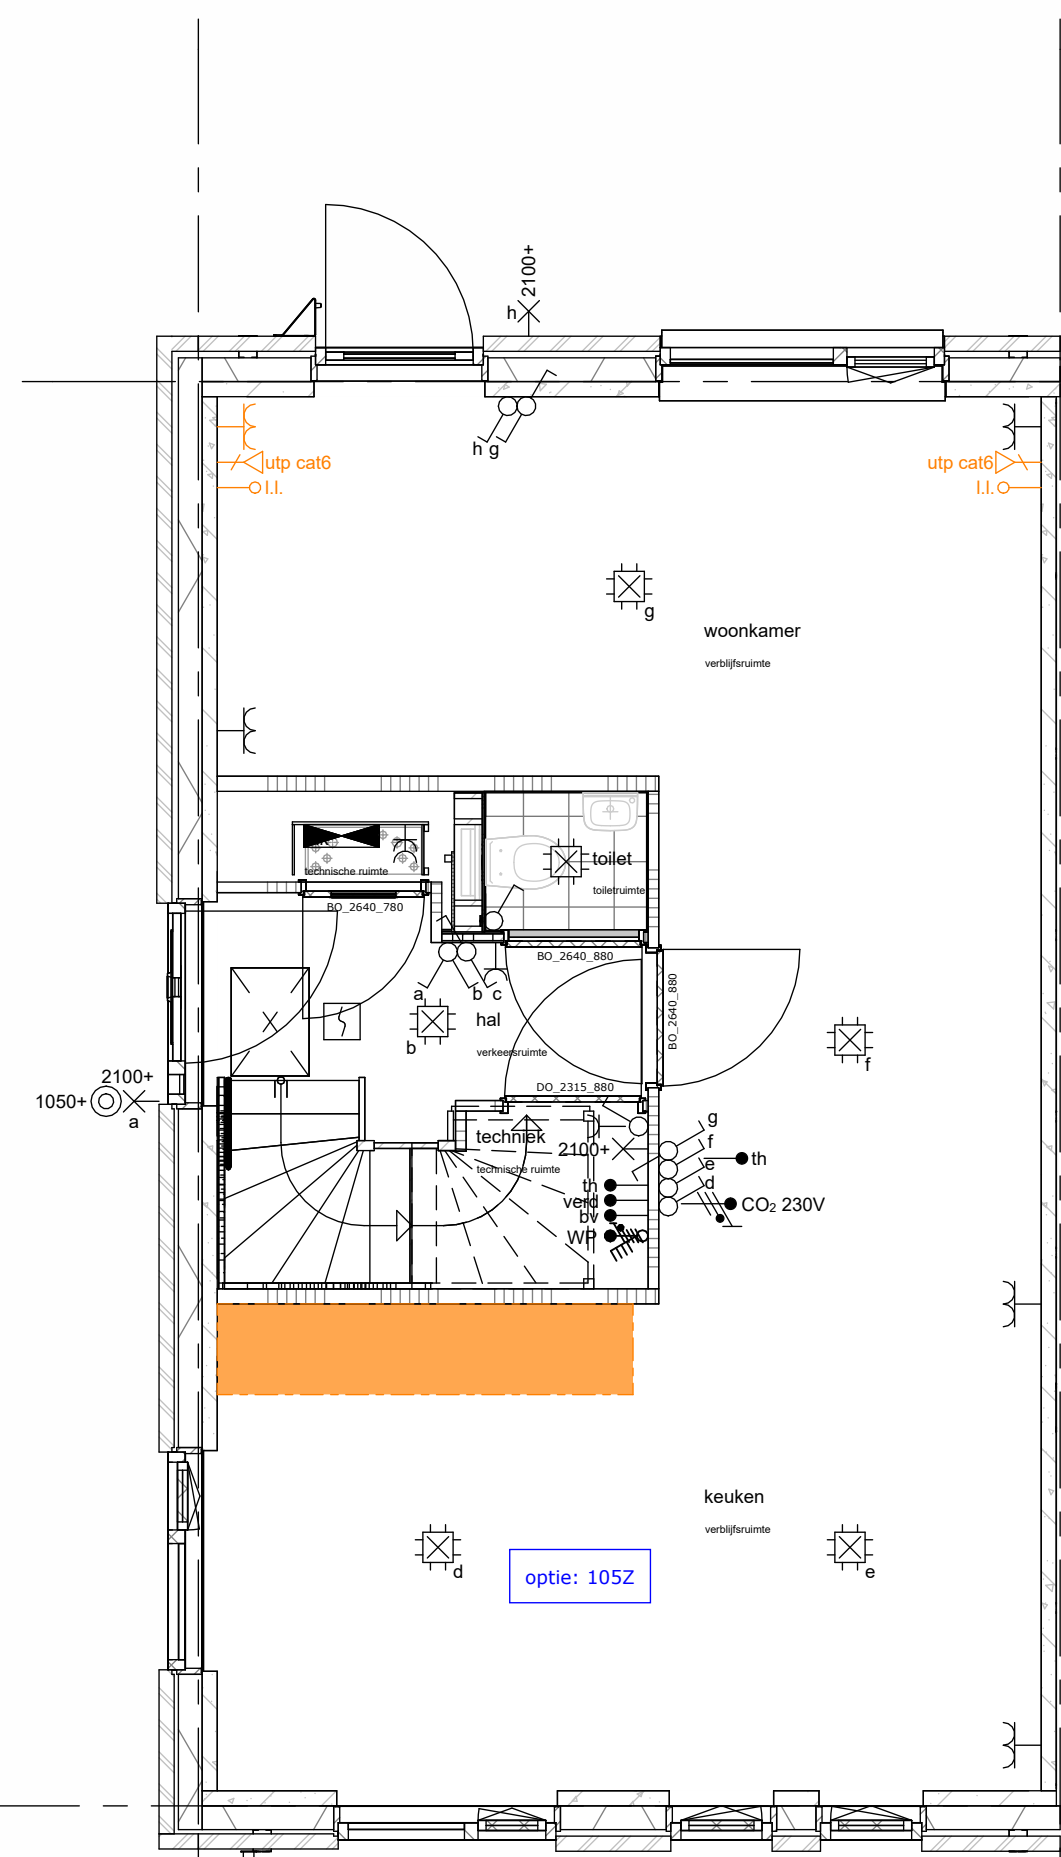 2100+
h
h g
utp cat6
l.l.
utp cat6
l.l.
g
woonkamer
verblijfsruimte
technische ruimte
toilet
toiletruimte
BO_2640_780
BO_2640_880
BO_2640_880
a
b c
hal
b
verkeersruimte
f
2100+
1050+
a
DO_2315_880
techniek
technische ruimte
2100+
g
f
e
d
th
th
verd
bv
WP
CO₂ 230V
keuken
verblijfsruimte
d
e
optie: 105Z